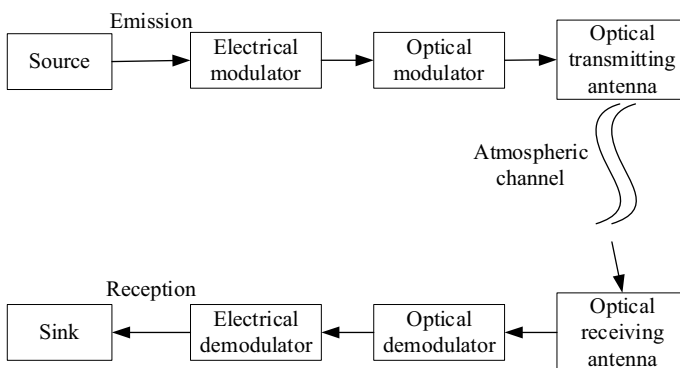 Emission
Source
Electrical
modulator
Optical
modulator
Optical
transmitting
antenna
Atmospheric
channel
Reception
Sink
Electrical
demodulator
Optical
demodulator
Optical
receiving
antenna